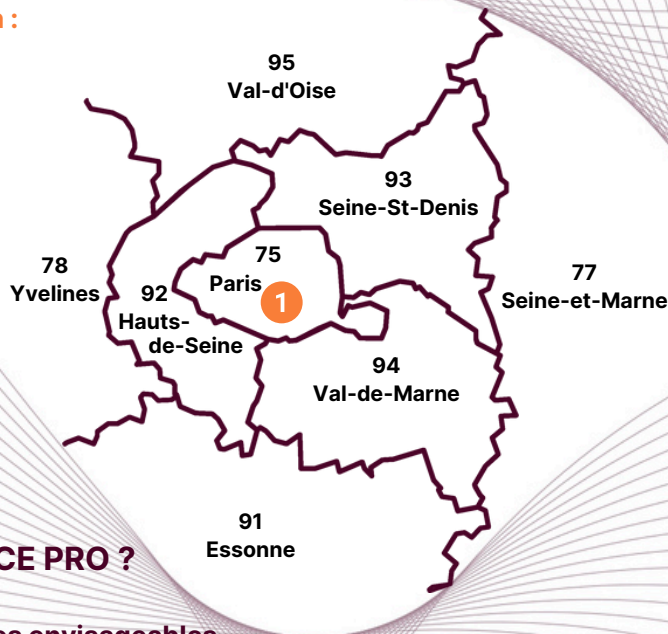 :
95
Val-d'Oise
93
Seine-St-Denis
75
Paris
1
78
Yvelines
92
Hauts-
de-Seine
77
Seine-et-Marne
94
Val-de-Marne
91
Essonne
CE PRO ?
envisageables